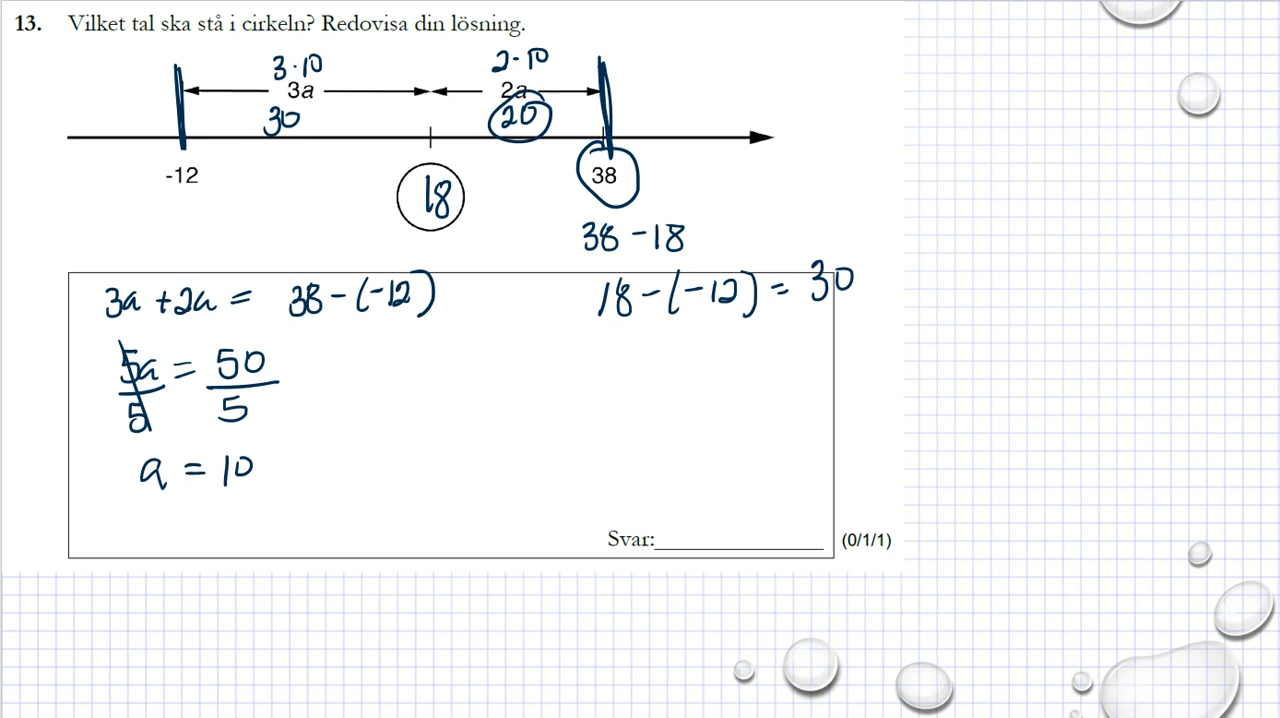 13. Vilket tal ska stå i cirkeln? Redovisa din lösning.
3·10 2·10
3a 2a
30 20
-12 18 38
38 - 18
3a + 2a = 38 - (-12) 18 - (-12) = 30
5a = 50
5 5
a = 10
Svar: (0/1/1)